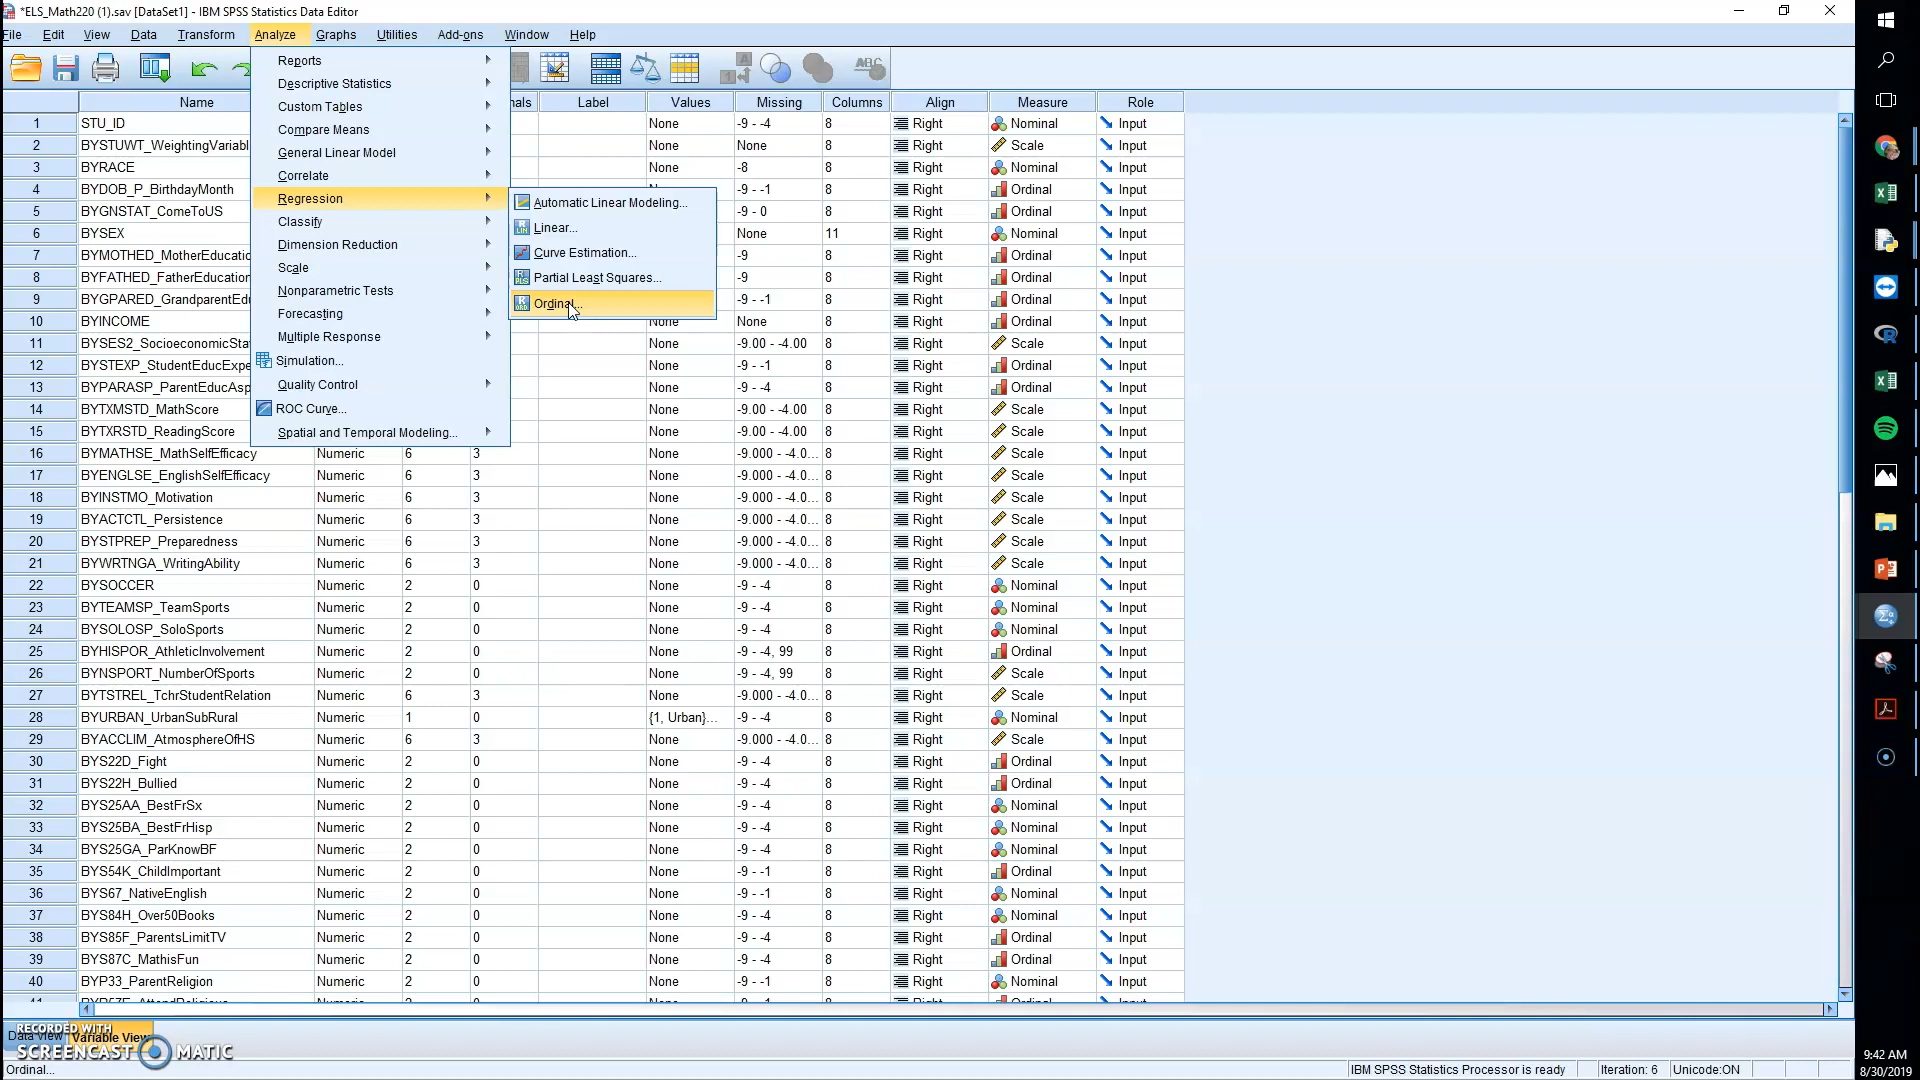 *ELS_Math220 (1).sav [DataSet1] - IBM SPSS Statistics Data Editor
File Edit View Data Transform Analyze Graphs Utilities Add-ons Window Help
Reports
Descriptive Statistics
Custom Tables
Compare Means
General Linear Model
Correlate
Regression
Classify
Dimension Reduction
Scale
Nonparametric Tests
Forecasting
Multiple Response
Simulation...
Quality Control
ROC Curve...
Spatial and Temporal Modeling...
Automatic Linear Modeling...
Linear...
Curve Estimation...
Partial Least Squares...
Ordinal...
Name Label Values Missing Columns Align Measure Role
1 STU_ID None -9 - -4 8 Right Nominal Input
2 BYSTUWT_WeightingVariabl None None 8 Right Scale Input
3 BYRACE None -8 8 Right Nominal Input
4 BYDOB_P_BirthdayMonth -9 - -1 8 Right Ordinal Input
5 BYGNSTAT_ComeToUS -9 - 0 8 Right Ordinal Input
6 BYSEX None 11 Right Nominal Input
7 BYMOTHED_MotherEducatio -9 8 Right Ordinal Input
8 BYFATHED_FatherEducation -9 8 Right Ordinal Input
9 BYGPARED_GrandparentEdu -9 - -1 8 Right Ordinal Input
10 BYINCOME None None 8 Right Ordinal Input
11 BYSES2_SocioeconomicStat None -9.00 - -4.00 8 Right Scale Input
12 BYSTEXP_StudentEducExpe None -9 - -1 8 Right Ordinal Input
13 BYPARASP_ParentEducAsp None -9 - -4 8 Right Ordinal Input
14 BYTXMSTD_MathScore None -9.00 - -4.00 8 Right Scale Input
15 BYTXRSTD_ReadingScore None -9.00 - -4.00 8 Right Scale Input
16 BYMATHSE_MathSelfEfficacy Numeric 6 3 None -9.000 - -4.0... 8 Right Scale Input
17 BYENGLSE_EnglishSelfEfficacy Numeric 6 3 None -9.000 - -4.0... 8 Right Scale Input
18 BYINSTMO_Motivation Numeric 6 3 None -9.000 - -4.0... 8 Right Scale Input
19 BYACTCTL_Persistence Numeric 6 3 None -9.000 - -4.0... 8 Right Scale Input
20 BYSTPREP_Preparedness Numeric 6 3 None -9.000 - -4.0... 8 Right Scale Input
21 BYWRTNGA_WritingAbility Numeric 6 3 None -9.000 - -4.0... 8 Right Scale Input
22 BYSOCCER Numeric 2 0 None -9 - -4 8 Right Nominal Input
23 BYTEAMSP_TeamSports Numeric 2 0 None -9 - -4 8 Right Nominal Input
24 BYSOLOSP_SoloSports Numeric 2 0 None -9 - -4 8 Right Nominal Input
25 BYHISPOR_AthleticInvolvement Numeric 2 0 None -9 - -4, 99 8 Right Ordinal Input
26 BYNSPORT_NumberOfSports Numeric 2 0 None -9 - -4, 99 8 Right Scale Input
27 BYTSTREL_TchrStudentRelation Numeric 6 3 None -9.000 - -4.0... 8 Right Scale Input
28 BYURBAN_UrbanSubRural Numeric 1 0 {1, Urban}... -9 - -4 8 Right Nominal Input
29 BYACCLIM_AtmosphereOfHS Numeric 6 3 None -9.000 - -4.0... 8 Right Scale Input
30 BYS22D_Fight Numeric 2 0 None -9 - -4 8 Right Ordinal Input
31 BYS22H_Bullied Numeric 2 0 None -9 - -4 8 Right Ordinal Input
32 BYS25AA_BestFrSx Numeric 2 0 None -9 - -4 8 Right Nominal Input
33 BYS25BA_BestFrHisp Numeric 2 0 None -9 - -4 8 Right Nominal Input
34 BYS25GA_ParKnowBF Numeric 2 0 None -9 - -4 8 Right Nominal Input
35 BYS54K_ChildImportant Numeric 2 0 None -9 - -1 8 Right Ordinal Input
36 BYS67_NativeEnglish Numeric 2 0 None -9 - -1 8 Right Nominal Input
37 BYS84H_Over50Books Numeric 2 0 None -9 - -4 8 Right Nominal Input
38 BYS85F_ParentsLimitTV Numeric 2 0 None -9 - -4 8 Right Ordinal Input
39 BYS87C_MathisFun Numeric 2 0 None -9 - -4 8 Right Ordinal Input
40 BYP33_ParentReligion Numeric 2 0 None -9 - -1 8 Right Nominal Input
Data View Variable View
RECORDED WITH
SCREENCAST MATIC
Ordinal... IBM SPSS Statistics Processor is ready Iteration: 6 Unicode:ON
9:42 AM
8/30/2019